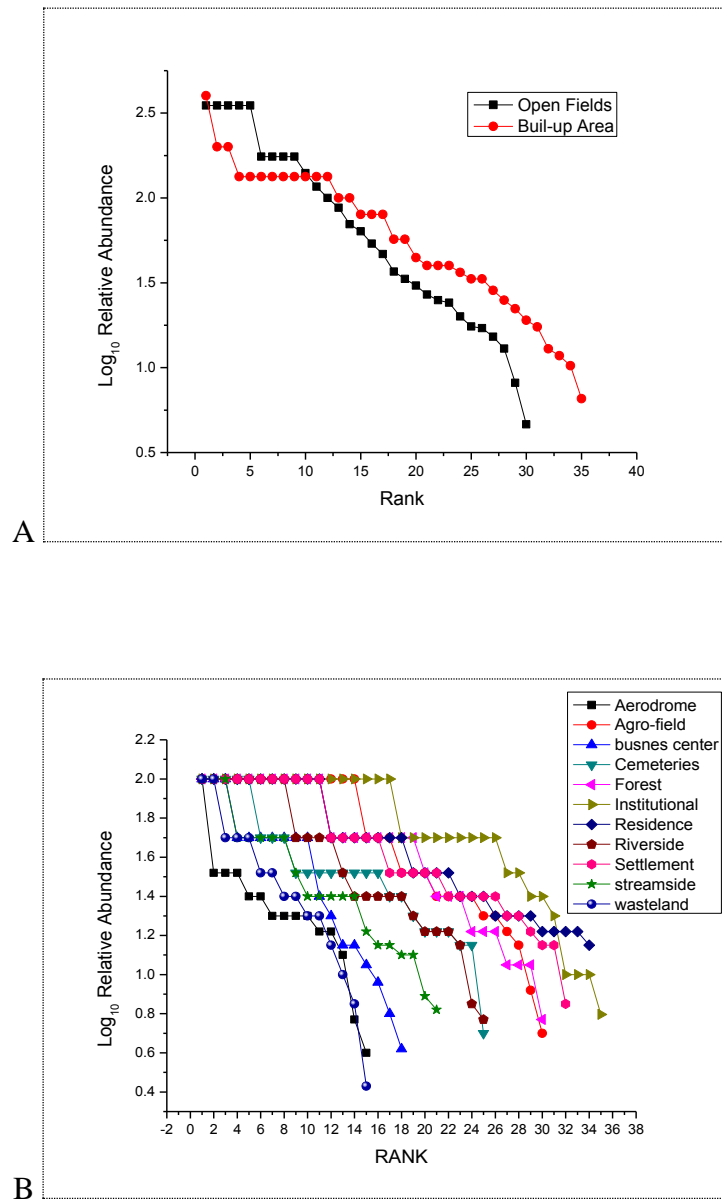 2.5
2.0
1.5
1.0
0.5
Log₁₀ Relative Abundance
Open Fields
Buil-up Area
0 5 10 15 20 25 30 35 40
Rank
A
Aerodrome
Agro-field
busnes center
Cemeteries
Forest
Institutional
Residence
Riverside
Settlement
streamside
wasteland
2.2
2.0
1.8
1.6
1.4
1.2
1.0
0.8
0.6
0.4
Log₁₀ Relative Abundance
-2 0 2 4 6 8 10 12 14 16 18 20 22 24 26 28 30 32 34 36 38
RANK
B